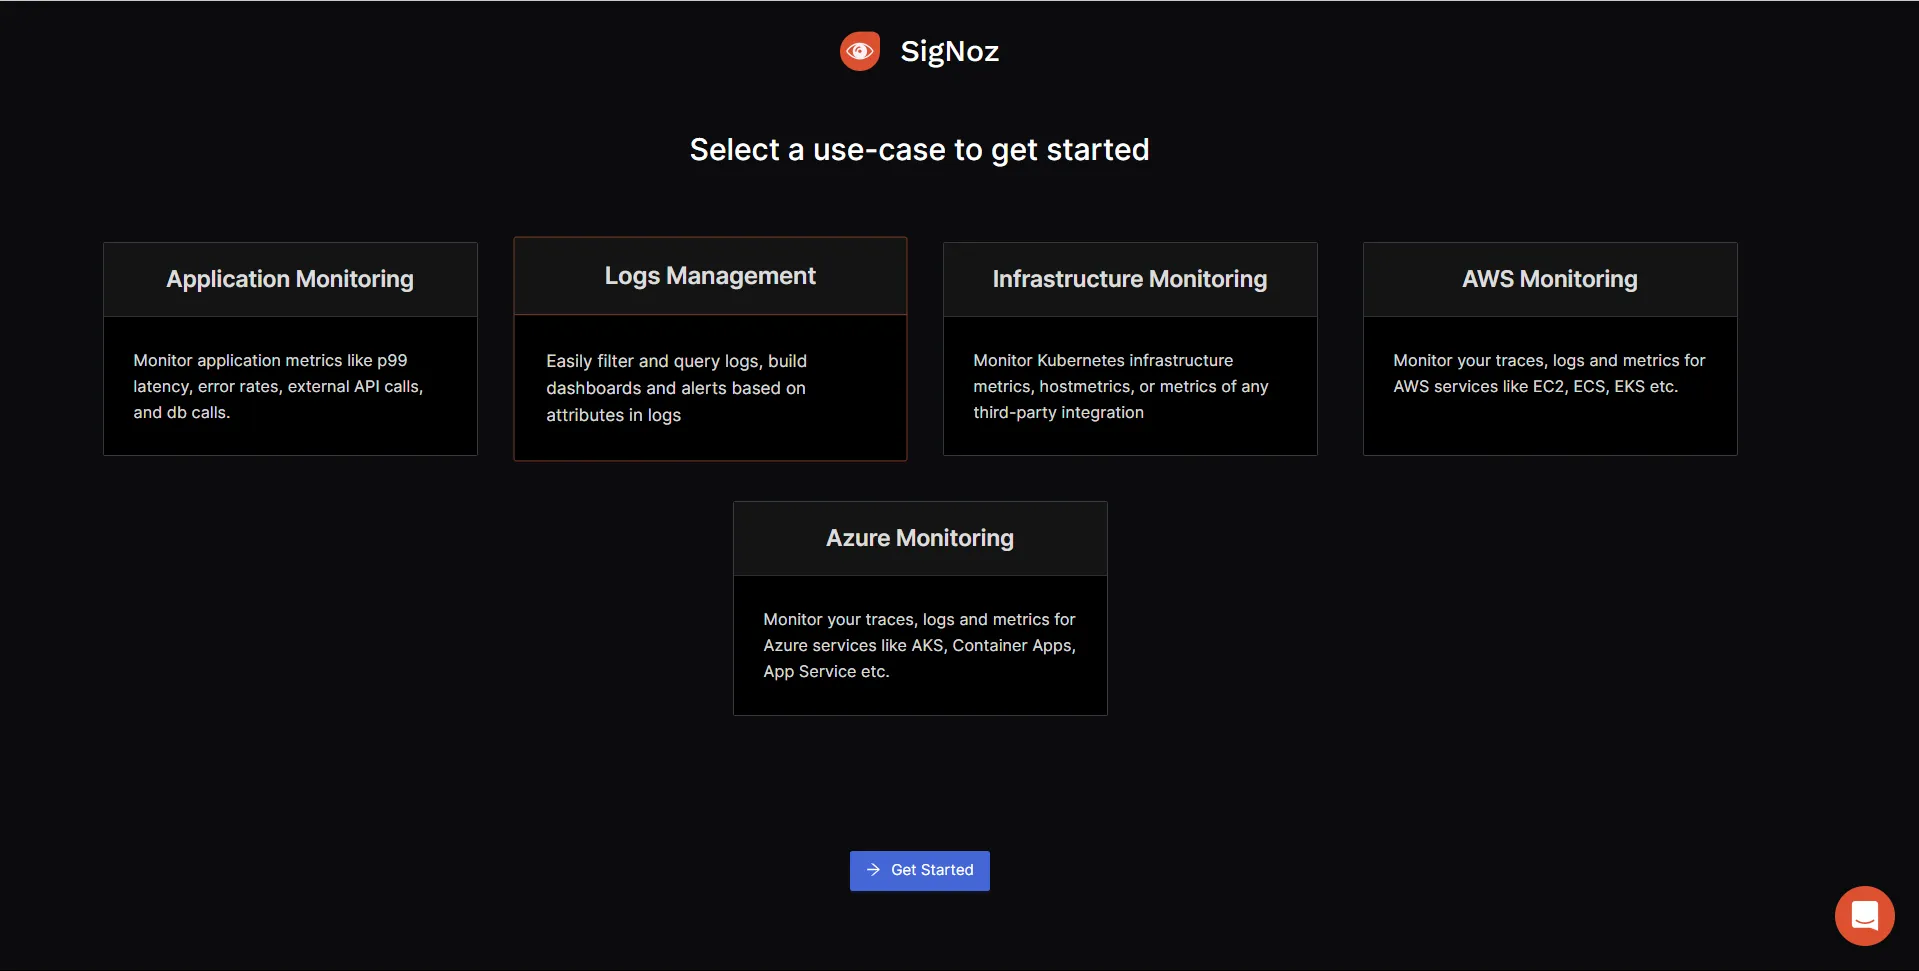 SigNoz
Select a use-case to get started
Application Monitoring
Monitor application metrics like p99
latency, error rates, external API calls,
and db calls.
Logs Management
Easily filter and query logs, build
dashboards and alerts based on
attributes in logs
Infrastructure Monitoring
Monitor Kubernetes infrastructure
metrics, hostmetrics, or metrics of any
third-party integration
AWS Monitoring
Monitor your traces, logs and metrics for
AWS services like EC2, ECS, EKS etc.
Azure Monitoring
Monitor your traces, logs and metrics for
Azure services like AKS, Container Apps,
App Service etc.
Get Started